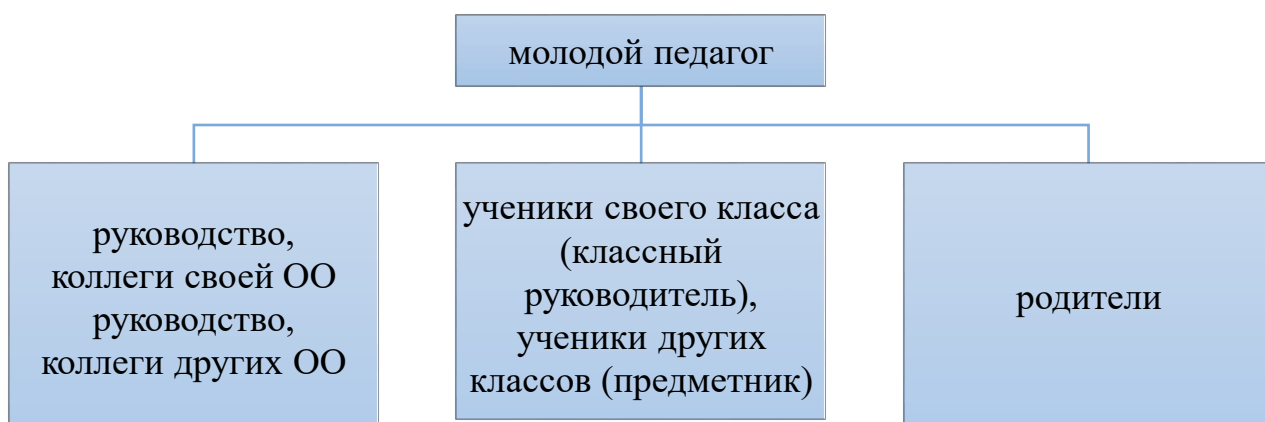 молодой педагог
руководство,
коллеги своей ОО
руководство,
коллеги других ОО
ученики своего класса
(классный
руководитель),
ученики других
классов (предметник)
родители